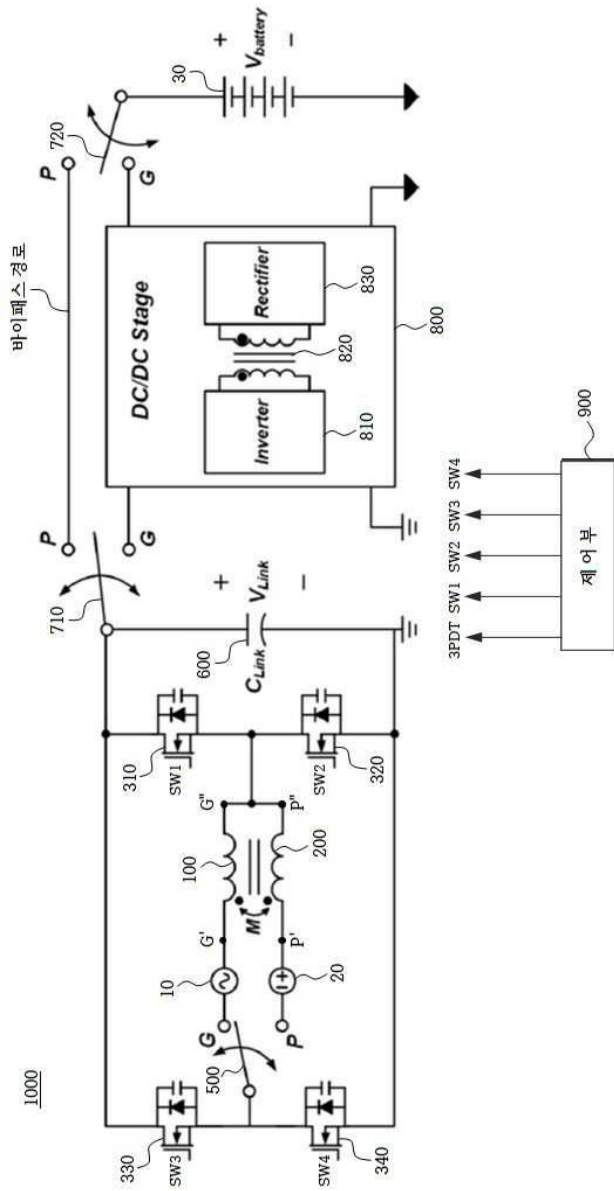 1000
바이패스 경로
P
P
710
720
G
G
DC/DC Stage
Inverter
Rectifier
810
820
830
800
30
+
V_battery
−
310
SW1
SW2
320
600
C_Link
+
V_Link
−
330
SW3
SW4
340
500
G
P
10
20
G'
P'
M
100
200
G"
P"
3PDT
SW1
SW2
SW3
SW4
제어부
900